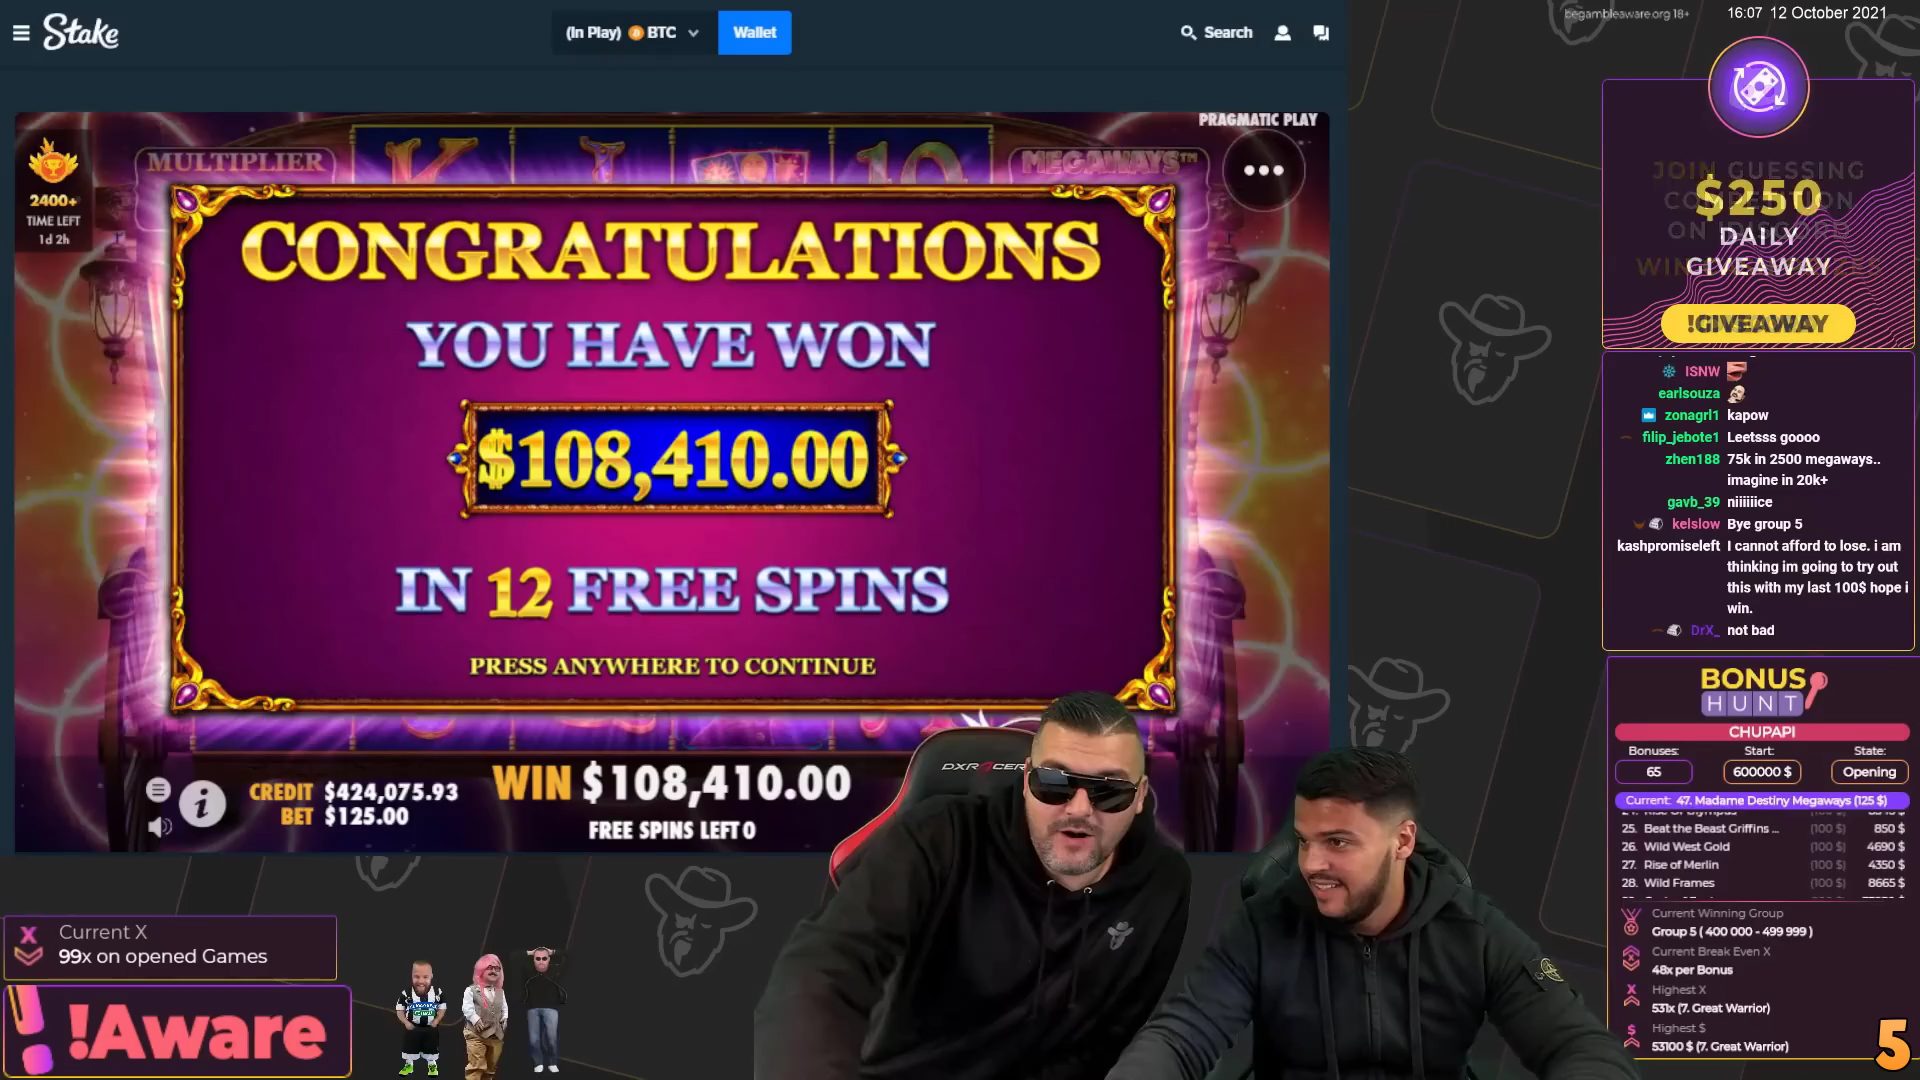 Stake
(In Play) BTC
Wallet
Search
begambleaware.org 18+
16:07 12 October 2021
PRAGMATIC PLAY
2400+
TIME LEFT
1d 2h
MULTIPLIER
K
J
10
MEGAWAYS™
CONGRATULATIONS
YOU HAVE WON
$108,410.00
IN 12 FREE SPINS
PRESS ANYWHERE TO CONTINUE
CREDIT $424,075.93
BET $125.00
WIN $108,410.00
FREE SPINS LEFT 0
JOIN GUESSING
COMPETITION
ON DISCORD
$250
DAILY
GIVEAWAY
!GIVEAWAY
ISNW
earlsouza
zonagrl1 kapow
filip_jebote1 Leetsss goooo
zhen188 75k in 2500 megaways..
imagine in 20k+
gavb_39 niiiiiice
kelslow Bye group 5
kashpromiseleft I cannot afford to lose. i am
thinking im going to try out
this with my last 100$ hope i
win.
DrX_ not bad
BONUS
HUNT
CHUPAPI
Bonuses: Start: State:
65 600000 $ Opening
Current: 47. Madame Destiny Megaways (125 $)
25. Beat the Beast Griffins ... (100 $) 850 $
26. Wild West Gold (100 $) 4690 $
27. Rise of Merlin (100 $) 4350 $
28. Wild Frames (100 $) 8665 $
Current Winning Group
Group 5 ( 400 000 - 499 999 )
Current Break Even X
48x per Bonus
Highest X
531x (7. Great Warrior)
Highest $
53100 $ (7. Great Warrior)
5
DXRACER
Current X
99x on opened Games
!Aware